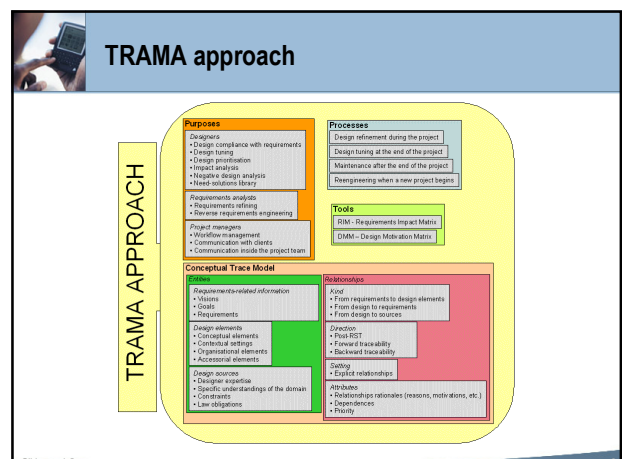 TRAMA approach
TRAMA APPROACH
Purposes
Designers
• Design compliance with requirements
• Design tuning
• Design prioritisation
• Impact analysis
• Negative design analysis
• Need-solutions library
Requirements analysts
• Requirements refining
• Reverse requirements engineering
Project managers
• Workflow management
• Communication with clients
• Communication inside the project team
Processes
Design refinement during the project
Design tuning at the end of the project
Maintenance after the end of the project
Reengineering when a new project begins
Tools
RIM - Requirements Impact Matrix
DMM – Design Motivation Matrix
Conceptual Trace Model
Entities
Requirements-related information
• Visions
• Goals
• Requirements
Design elements
• Conceptual elements
• Contextual settings
• Organisational elements
• Accessorial elements
Design sources
• Designer expertise
• Specific understandings of the domain
• Constraints
• Law obligations
Relationships
Kind
• From requirements to design elements
• From design to requirements
• From design to sources
Direction
• Post-RST
• Forward traceability
• Backward traceability
Setting
• Explicit relationships
Attributes
• Relationships rationales (reasons, motivations, etc.)
• Dependences
• Priority